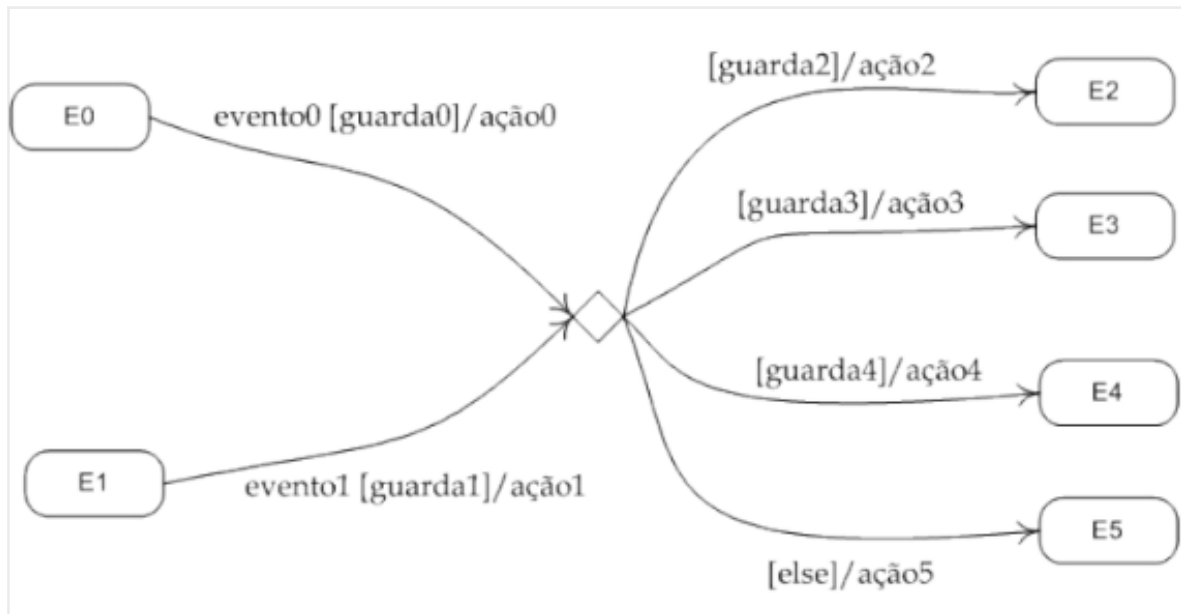 [guarda2]/ação2
E2
E0
evento0 [guarda0]/ação0
[guarda3]/ação3
E3
[guarda4]/ação4
E4
E1
evento1 [guarda1]/ação1
E5
[else]/ação5